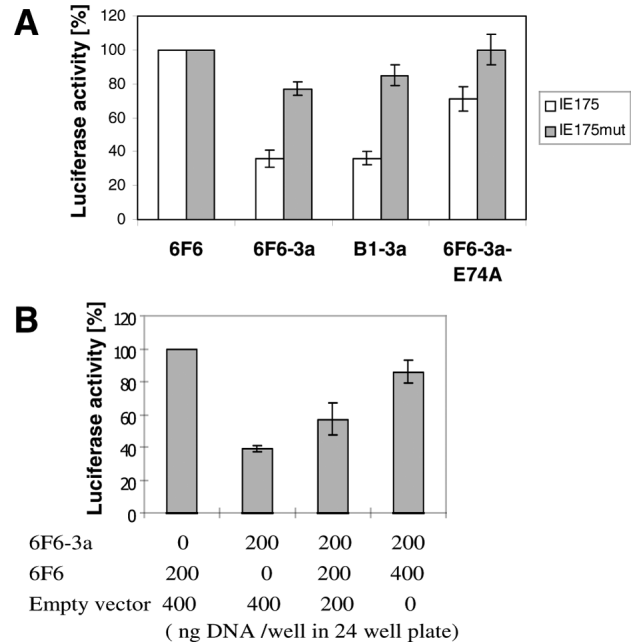 A
Luciferase activity [%]
120
100
80
60
40
20
0
6F6
6F6-3a
B1-3a
6F6-3a-
E74A
IE175
IE175mut
B
Luciferase activity [%]
120
100
80
60
40
20
0
6F6-3a 0 200 200 200
6F6 200 0 200 400
Empty vector 400 400 200 0
( ng DNA /well in 24 well plate)